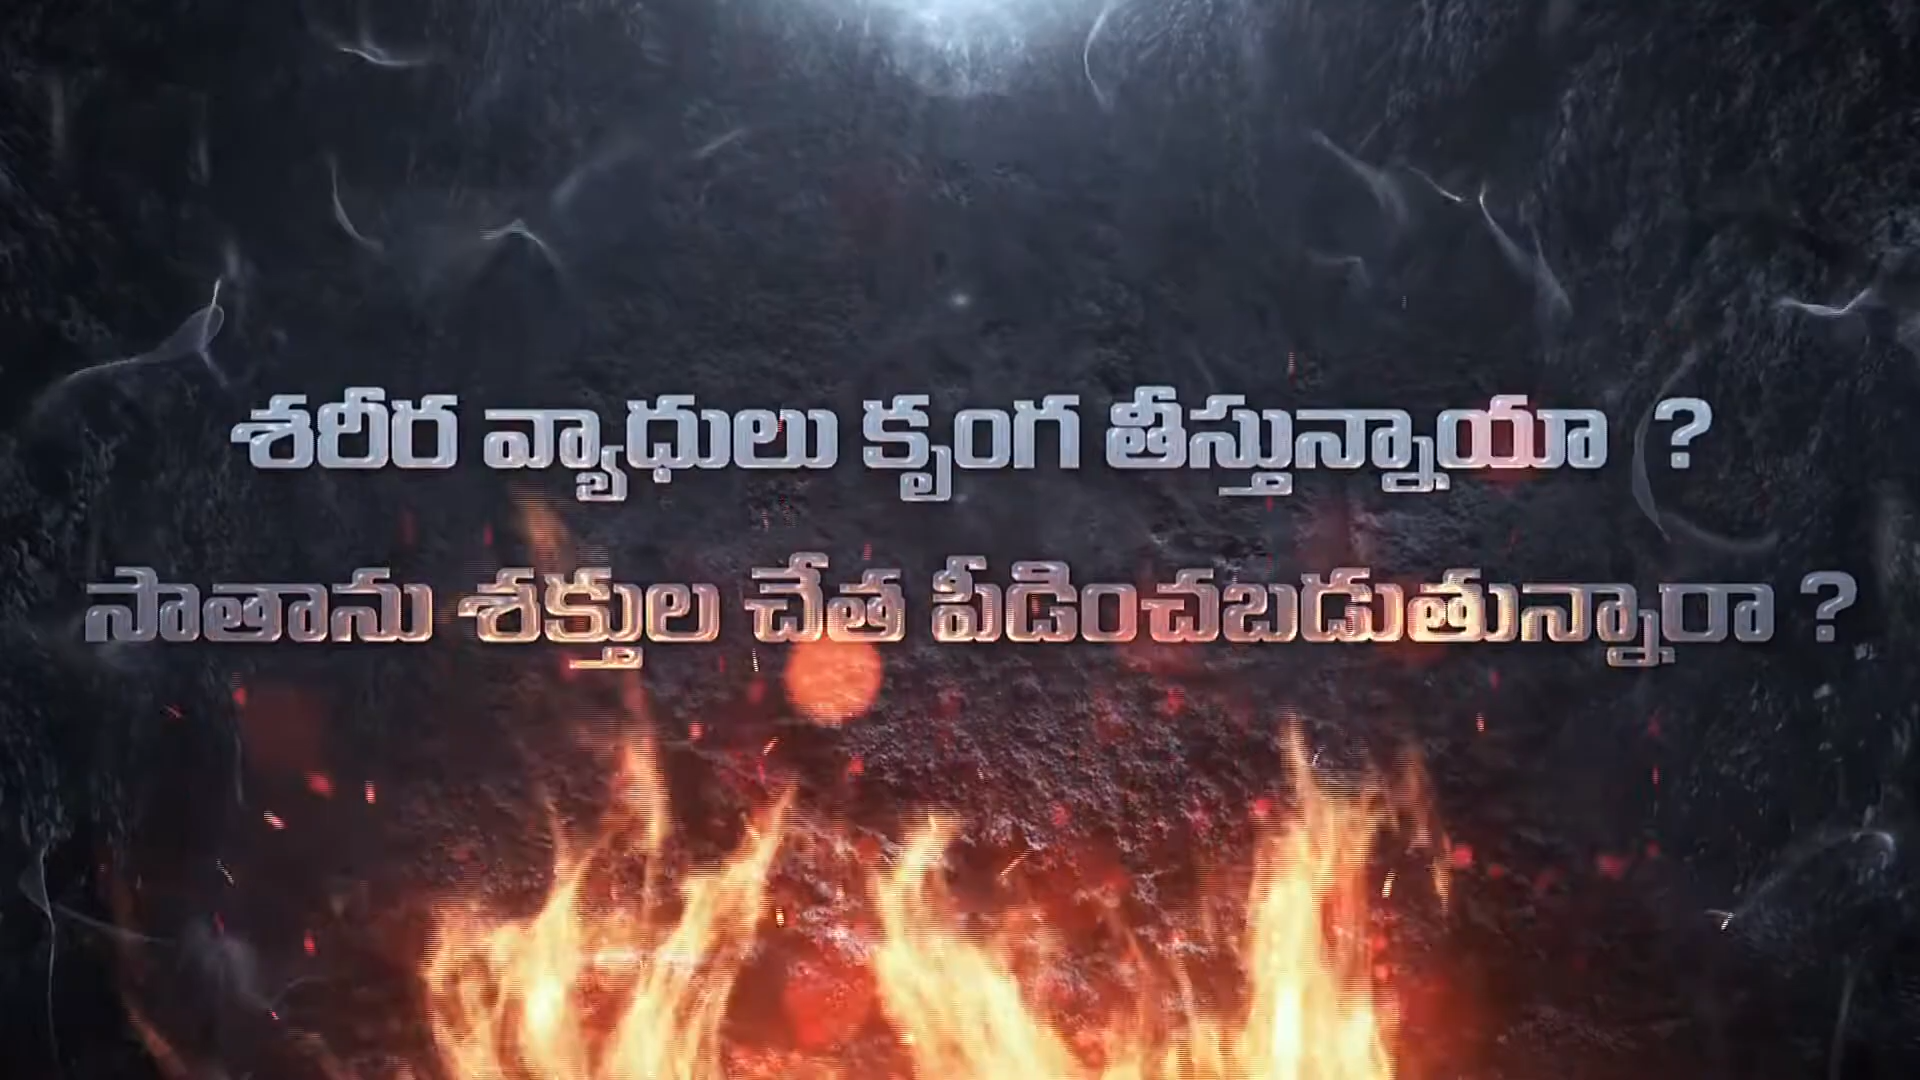 శరీర వ్యాధులు కృంగ తీస్తున్నాయా ?
సాతాను శక్తుల చేత పీడించబడుతున్నారా ?